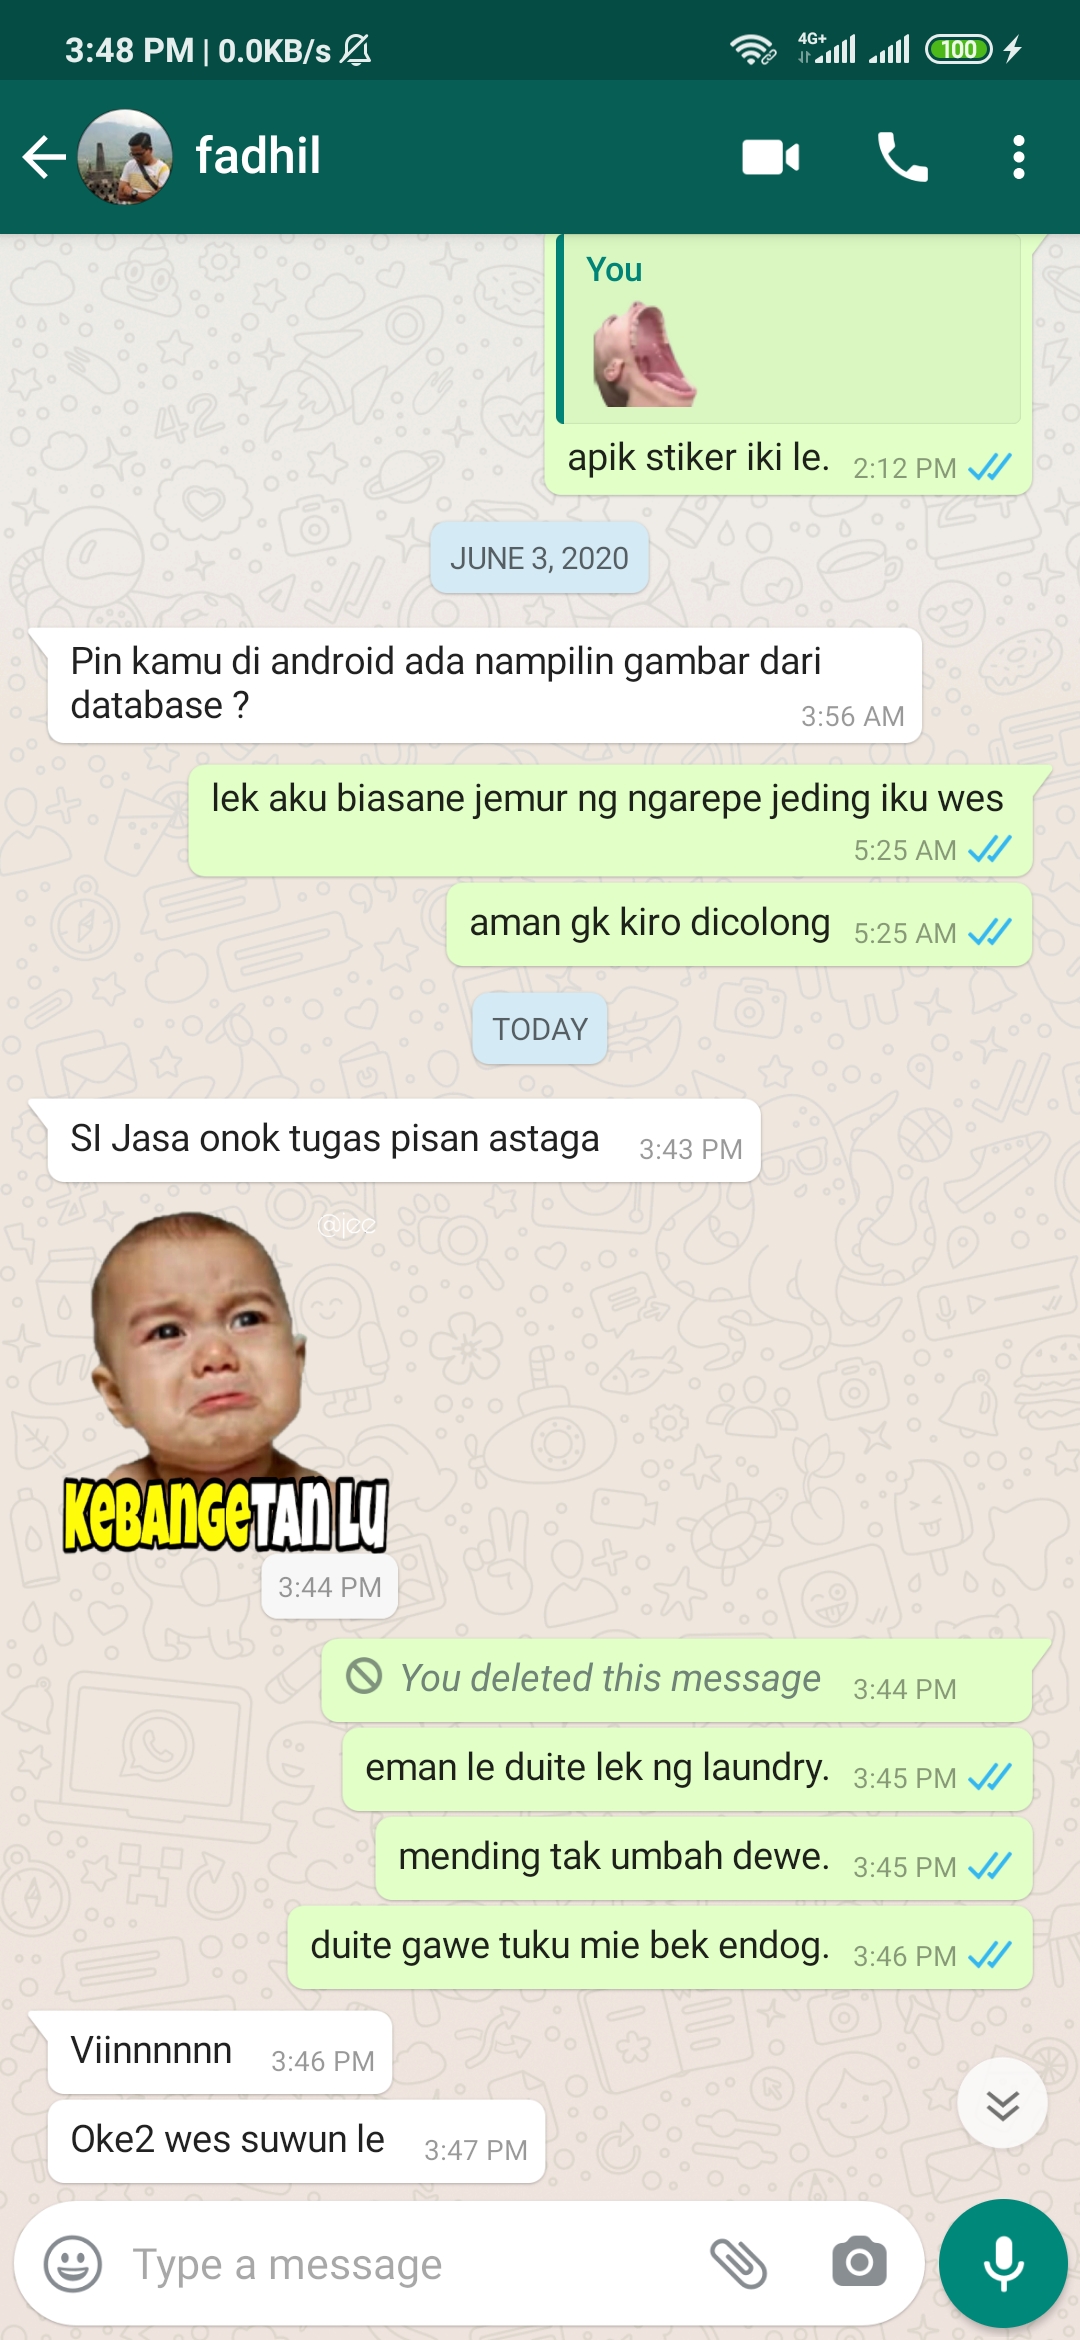 3:48 PM | 0.0KB/s
4G+
100
fadhil
You
apik stiker iki le. 2:12 PM
JUNE 3, 2020
Pin kamu di android ada nampilin gambar dari
database ? 3:56 AM
lek aku biasane jemur ng ngarepe jeding iku wes
5:25 AM
aman gk kiro dicolong 5:25 AM
TODAY
SI Jasa onok tugas pisan astaga 3:43 PM
@jee
KEBANGETAN LU
3:44 PM
You deleted this message 3:44 PM
eman le duite lek ng laundry. 3:45 PM
mending tak umbah dewe. 3:45 PM
duite gawe tuku mie bek endog. 3:46 PM
Viinnnnnn 3:46 PM
Oke2 wes suwun le 3:47 PM
Type a message